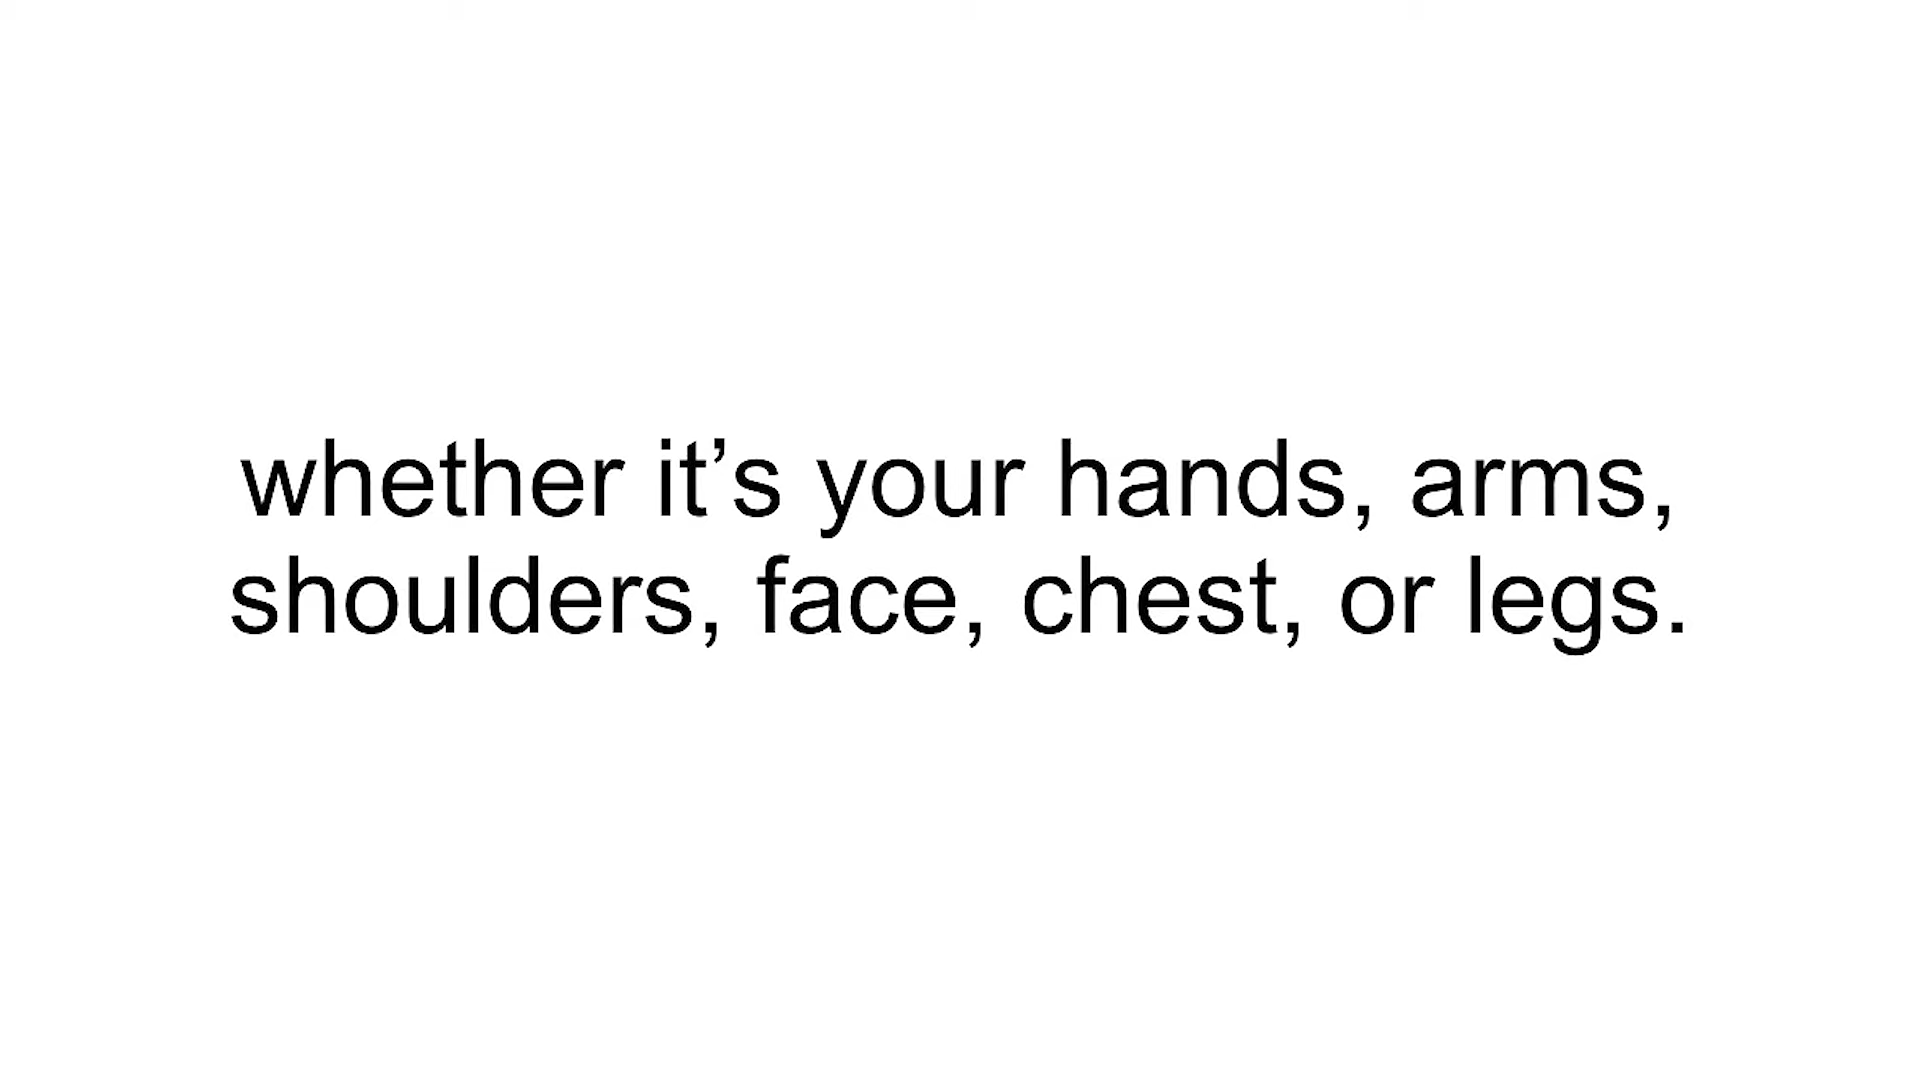 whether it’s your hands, arms,
shoulders, face, chest, or legs.